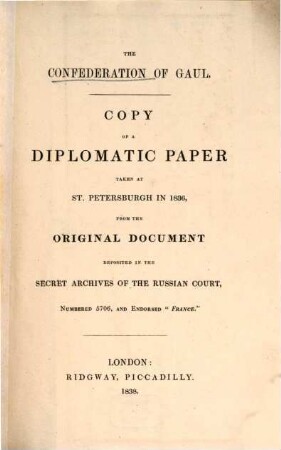 THE
CONFEDERATION OF GAUL.
COPY
OF A
DIPLOMATIC PAPER
TAKEN AT
ST. PETERSBURGH IN 1836,
FROM THE
ORIGINAL DOCUMENT
DEPOSITED IN THE
SECRET ARCHIVES OF THE RUSSIAN COURT,
NUMBERED 5706, AND ENDORSED "FRANCE."
LONDON:
RIDGWAY, PICCADILLY.
1838.